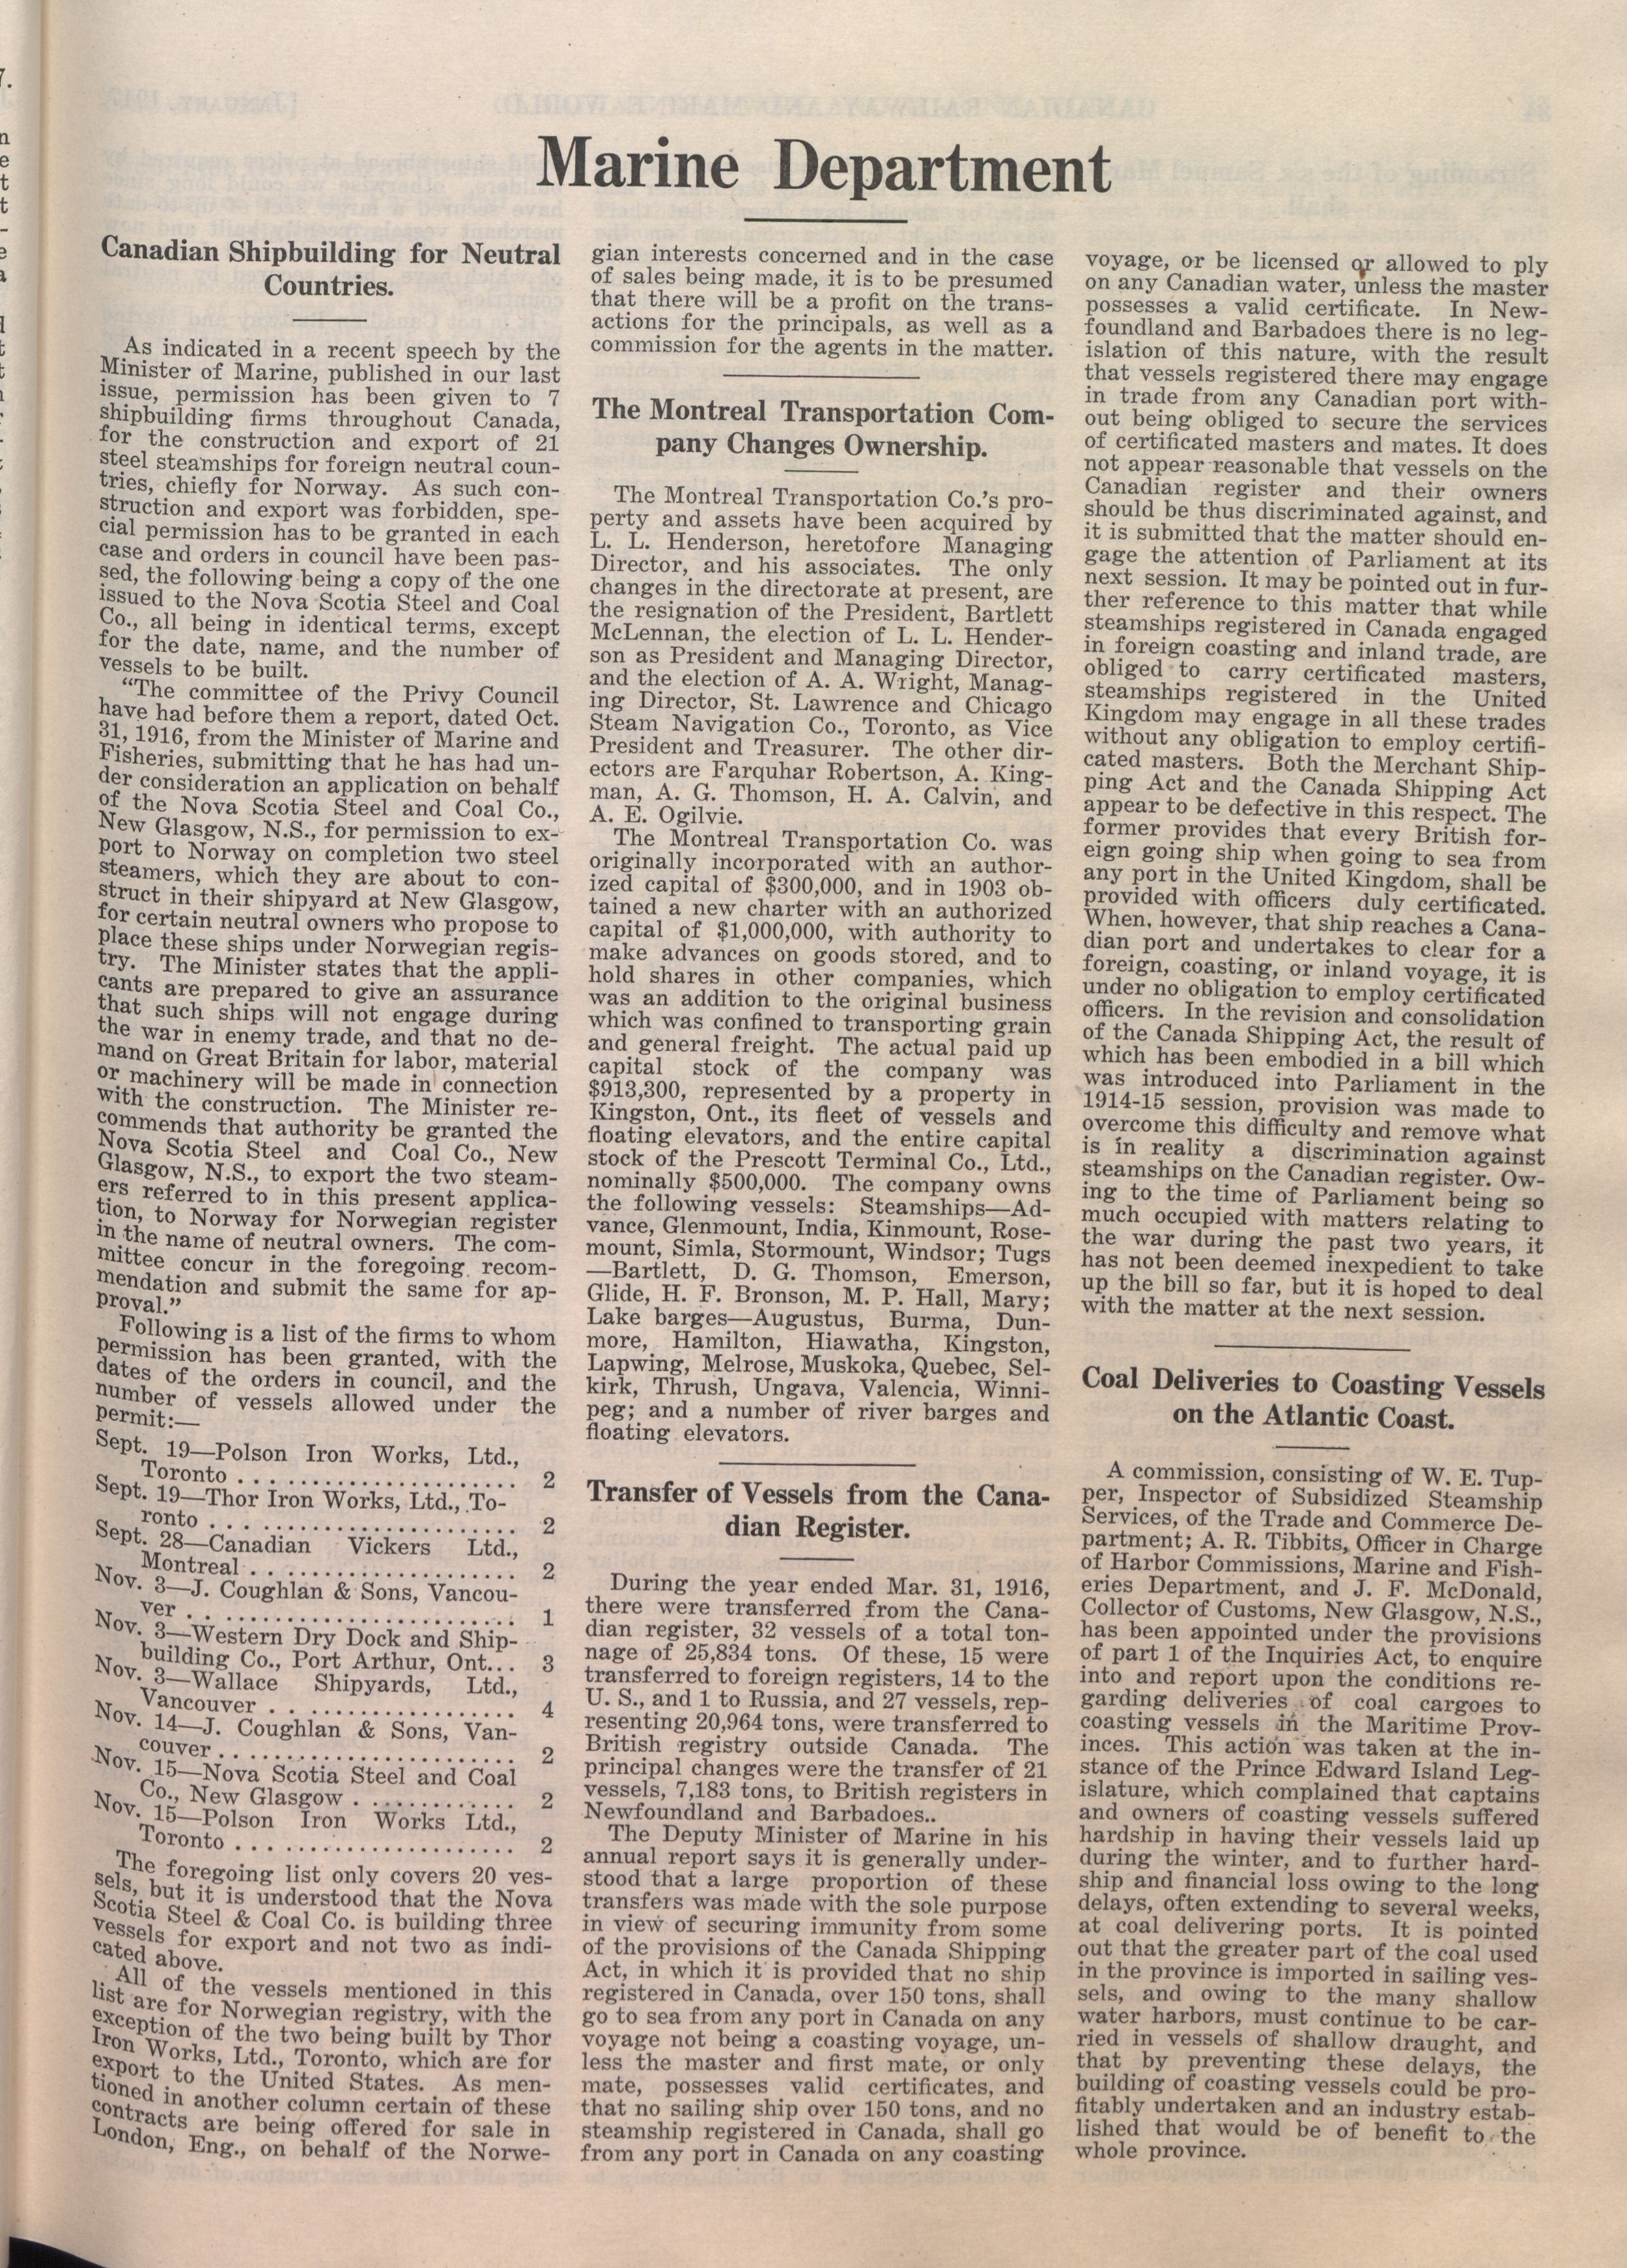 Marine Department
Canadian Shipbuilding for Neutral
Countries.
As indicated in a recent speech by the
Minister of Marine, published in our last
issue, permission has been given to 7
shipbuilding firms throughout Canada,
for the construction and export of 21
steel steamships for foreign neutral coun-
tries, chiefly for Norway. As such con-
struction and export was forbidden, spe-
cial permission has to be granted in each
case and orders in council have been pas-
sed, the following being a copy of the one
issued to the Nova Scotia Steel and Coal
Co., all being in identical terms, except
for the date, name, and the number of
vessels to be built.
"The committee of the Privy Council
have had before them a report, dated Oct.
31, 1916, from the Minister of Marine and
Fisheries, submitting that he has had un-
der consideration an application on behalf
of the Nova Scotia Steel and Coal Co.,
New Glasgow, N.S., for permission to ex-
port to Norway on completion two steel
steamers, which they are about to con-
struct in their shipyard at New Glasgow,
for certain neutral owners who propose to
place these ships under Norwegian regis-
try. The Minister states that the appli-
cants are prepared to give an assurance
that such ships will not engage during
the war in enemy trade, and that no de-
mand on Great Britain for labor, material
or machinery will be made in connection
with the construction. The Minister re-
commends that authority be granted the
Nova Scotia Steel and Coal Co., New
Glasgow, N.S., to export the two steam-
ers referred to in this present applica-
tion, to Norway for Norwegian register
in the name of neutral owners. The com-
mittee concur in the foregoing recom-
mendation and submit the same for ap-
proval."
Following is a list of the firms to whom
permission has been granted, with the
dates of the orders in council, and the
number of vessels allowed under the
permit:—
Sept. 19—Polson Iron Works, Ltd.,
Toronto . . . . . . . . . . . . . . . . . . . . . . 2
Sept. 19—Thor Iron Works, Ltd., To-
ronto . . . . . . . . . . . . . . . . . . . . . . . . 2
Sept. 28—Canadian Vickers Ltd.,
Montreal . . . . . . . . . . . . . . . . . . . . . 2
Nov. 3—J. Coughlan & Sons, Vancou-
ver . . . . . . . . . . . . . . . . . . . . . . . . . . 1
Nov. 3—Western Dry Dock and Ship-
building Co., Port Arthur, Ont. . . 3
Nov. 3—Wallace Shipyards, Ltd.,
Vancouver . . . . . . . . . . . . . . . . . . . . 4
Nov. 14—J. Coughlan & Sons, Van-
couver . . . . . . . . . . . . . . . . . . . . . . . 2
Nov. 15—Nova Scotia Steel and Coal
Co., New Glasgow . . . . . . . . . . . . . 2
Nov. 15—Polson Iron Works Ltd.,
Toronto . . . . . . . . . . . . . . . . . . . . . . 2
The foregoing list only covers 20 ves-
sels, but it is understood that the Nova
Scotia Steel & Coal Co. is building three
vessels for export and not two as indi-
cated above.
All of the vessels mentioned in this
list are for Norwegian registry, with the
exception of the two being built by Thor
Iron Works, Ltd., Toronto, which are for
export to the United States. As men-
tioned in another column certain of these
contracts are being offered for sale in
London, Eng., on behalf of the Norwe-
gian interests concerned and in the case
of sales being made, it is to be presumed
that there will be a profit on the trans-
actions for the principals, as well as a
commission for the agents in the matter.
The Montreal Transportation Com-
pany Changes Ownership.
The Montreal Transportation Co.'s pro-
perty and assets have been acquired by
L. L. Henderson, heretofore Managing
Director, and his associates. The only
changes in the directorate at present, are
the resignation of the President, Bartlett
McLennan, the election of L. L. Hender-
son as President and Managing Director,
and the election of A. A. Wright, Manag-
ing Director, St. Lawrence and Chicago
Steam Navigation Co., Toronto, as Vice
President and Treasurer. The other dir-
ectors are Farquhar Robertson, A. King-
man, A. G. Thomson, H. A. Calvin, and
A. E. Ogilvie.
The Montreal Transportation Co. was
originally incorporated with an author-
ized capital of $300,000, and in 1903 ob-
tained a new charter with an authorized
capital of $1,000,000, with authority to
make advances on goods stored, and to
hold shares in other companies, which
was an addition to the original business
which was confined to transporting grain
and general freight. The actual paid up
capital stock of the company was
$913,300, represented by a property in
Kingston, Ont., its fleet of vessels and
floating elevators, and the entire capital
stock of the Prescott Terminal Co., Ltd.,
nominally $500,000. The company owns
the following vessels: Steamships—Ad-
vance, Glenmount, India, Kinmount, Rose-
mount, Simla, Stormount, Windsor; Tugs
—Bartlett, D. G. Thomson, Emerson,
Glide, H. F. Bronson, M. P. Hall, Mary;
Lake barges—Augustus, Burma, Dun-
more, Hamilton, Hiawatha, Kingston,
Lapwing, Melrose, Muskoka, Quebec, Sel-
kirk, Thrush, Ungava, Valencia, Winni-
peg; and a number of river barges and
floating elevators.
Transfer of Vessels from the Cana-
dian Register.
During the year ended Mar. 31, 1916,
there were transferred from the Cana-
dian register, 32 vessels of a total ton-
nage of 25,834 tons. Of these, 15 were
transferred to foreign registers, 14 to the
U. S., and 1 to Russia, and 27 vessels, rep-
resenting 20,964 tons, were transferred to
British registry outside Canada. The
principal changes were the transfer of 21
vessels, 7,183 tons, to British registers in
Newfoundland and Barbadoes..
The Deputy Minister of Marine in his
annual report says it is generally under-
stood that a large proportion of these
transfers was made with the sole purpose
in view of securing immunity from some
of the provisions of the Canada Shipping
Act, in which it is provided that no ship
registered in Canada, over 150 tons, shall
go to sea from any port in Canada on any
voyage not being a coasting voyage, un-
less the master and first mate, or only
mate, possesses valid certificates, and
that no sailing ship over 150 tons, and no
steamship registered in Canada, shall go
from any port in Canada on any coasting
voyage, or be licensed or allowed to ply
on any Canadian water, unless the master
possesses a valid certificate. In New-
foundland and Barbadoes there is no leg-
islation of this nature, with the result
that vessels registered there may engage
in trade from any Canadian port with-
out being obliged to secure the services
of certificated masters and mates. It does
not appear reasonable that vessels on the
Canadian register and their owners
should be thus discriminated against, and
it is submitted that the matter should en-
gage the attention of Parliament at its
next session. It may be pointed out in fur-
ther reference to this matter that while
steamships registered in Canada engaged
in foreign coasting and inland trade, are
obliged to carry certificated masters,
steamships registered in the United
Kingdom may engage in all these trades
without any obligation to employ certifi-
cated masters. Both the Merchant Ship-
ping Act and the Canada Shipping Act
appear to be defective in this respect. The
former provides that every British for-
eign going ship when going to sea from
any port in the United Kingdom, shall be
provided with officers duly certificated.
When, however, that ship reaches a Cana-
dian port and undertakes to clear for a
foreign, coasting, or inland voyage, it is
under no obligation to employ certificated
officers. In the revision and consolidation
of the Canada Shipping Act, the result of
which has been embodied in a bill which
was introduced into Parliament in the
1914-15 session, provision was made to
overcome this difficulty and remove what
is in reality a discrimination against
steamships on the Canadian register. Ow-
ing to the time of Parliament being so
much occupied with matters relating to
the war during the past two years, it
has not been deemed inexpedient to take
up the bill so far, but it is hoped to deal
with the matter at the next session.
Coal Deliveries to Coasting Vessels
on the Atlantic Coast.
A commission, consisting of W. E. Tup-
per, Inspector of Subsidized Steamship
Services, of the Trade and Commerce De-
partment; A. R. Tibbits, Officer in Charge
of Harbor Commissions, Marine and Fish-
eries Department, and J. F. McDonald,
Collector of Customs, New Glasgow, N.S.,
has been appointed under the provisions
of part 1 of the Inquiries Act, to enquire
into and report upon the conditions re-
garding deliveries of coal cargoes to
coasting vessels in the Maritime Prov-
inces. This action was taken at the in-
stance of the Prince Edward Island Leg-
islature, which complained that captains
and owners of coasting vessels suffered
hardship in having their vessels laid up
during the winter, and to further hard-
ship and financial loss owing to the long
delays, often extending to several weeks,
at coal delivering ports. It is pointed
out that the greater part of the coal used
in the province is imported in sailing ves-
sels, and owing to the many shallow
water harbors, must continue to be car-
ried in vessels of shallow draught, and
that by preventing these delays, the
building of coasting vessels could be pro-
fitably undertaken and an industry estab-
lished that would be of benefit to the
whole province.